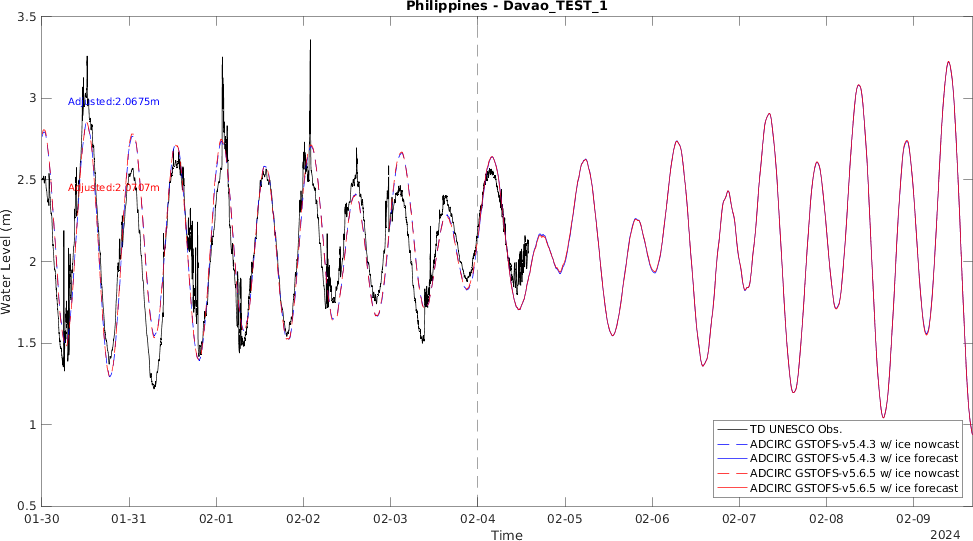 Philippines - Davao_TEST_1
3.5
3
2.5
2
1.5
1
0.5
Water Level (m)
Adjusted:2.0675m
Adjusted:2.0707m
TD UNESCO Obs.
ADCIRC GSTOFS-v5.4.3 w/ ice nowcast
ADCIRC GSTOFS-v5.4.3 w/ ice forecast
ADCIRC GSTOFS-v5.6.5 w/ ice nowcast
ADCIRC GSTOFS-v5.6.5 w/ ice forecast
01-30 01-31 02-01 02-02 02-03 02-04 02-05 02-06 02-07 02-08 02-09
Time
2024